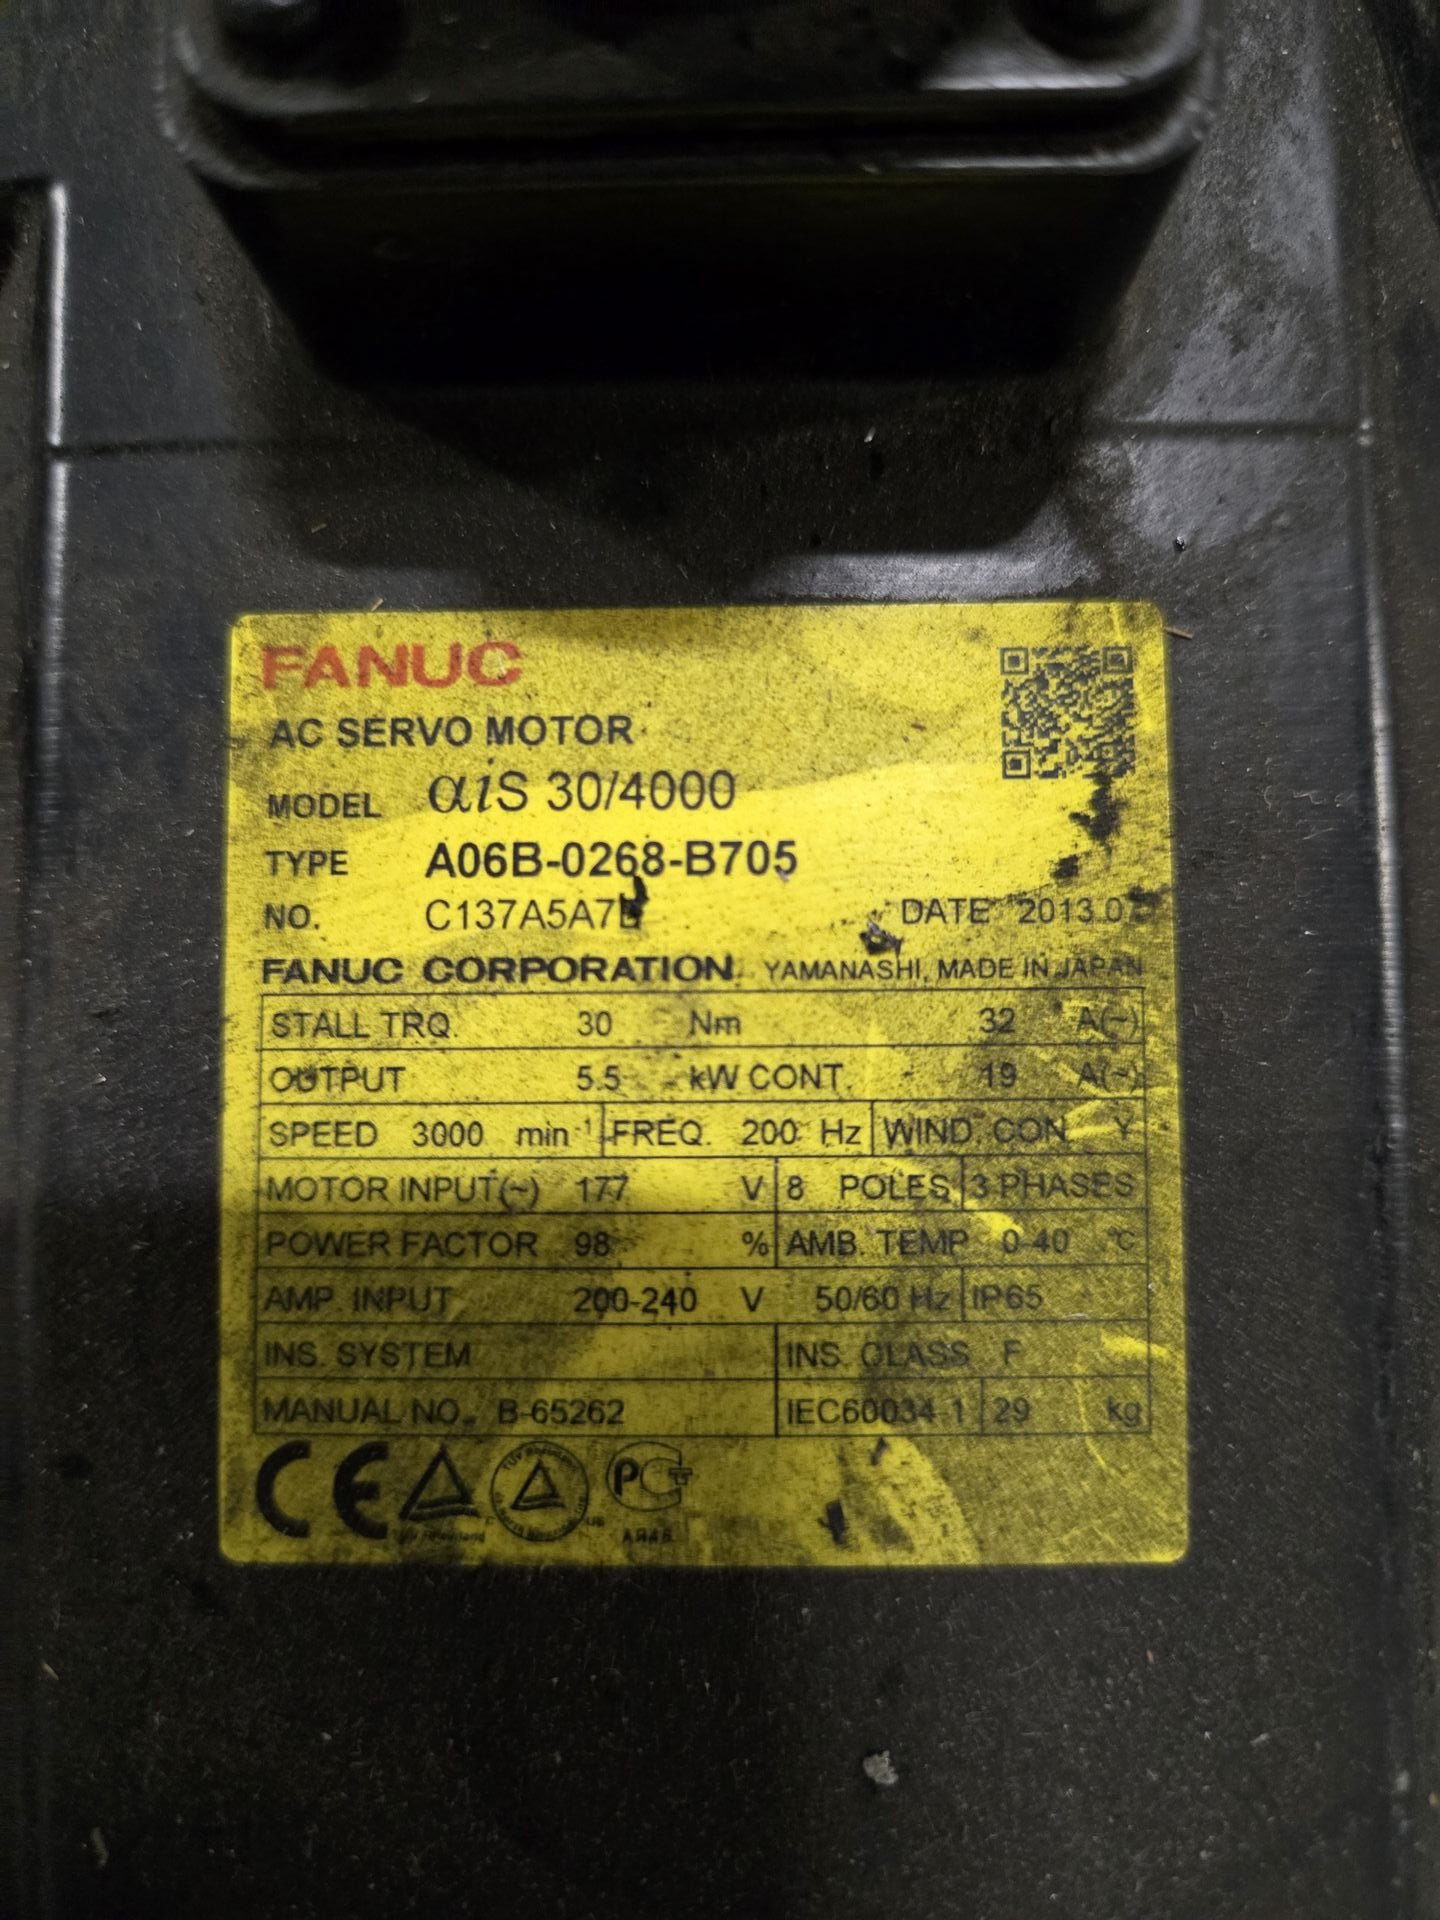 FANUC
AC SERVO MOTOR
MODEL αiS 30/4000
TYPE A06B-0268-B705
NO.
DATE
FANUC CORPORATION YAMANASHI, MADE IN JAPAN
STALL TRQ. 30 Nm 32 A(~)
OUTPUT 5.5 kW CONT. 19 A(~)
SPEED 3000 min-1 FREQ. 200 Hz WIND. CON. Y
MOTOR INPUT(~) 177 V 8 POLES 3 PHASES
POWER FACTOR 98 % AMB. TEMP. 0-40 °C
AMP. INPUT 200-240 V 50/60 Hz IP65
INS. SYSTEM INS. CLASS F
MANUAL NO. B-65262 IEC60034-1 29 kg
CE